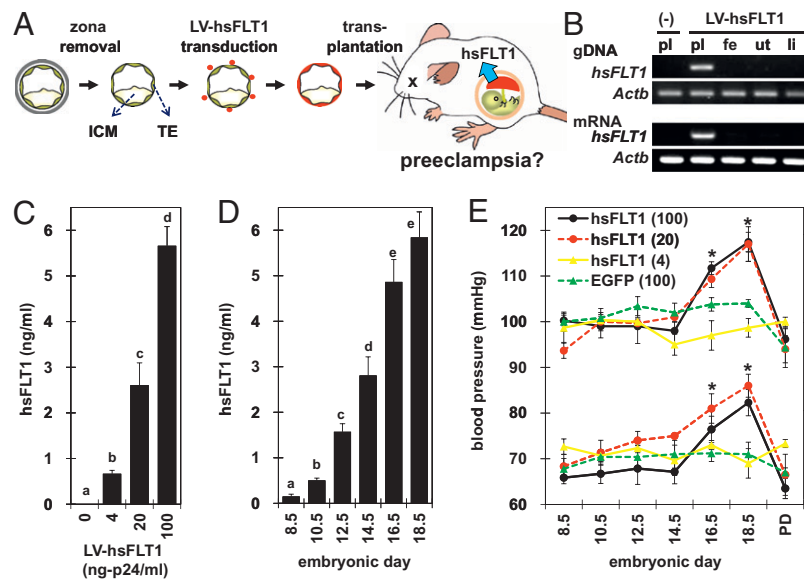 A
zona
removal
LV-hsFLT1
transduction
trans-
plantation
hsFLT1
x
ICM
TE
preeclampsia?
B
(-)
LV-hsFLT1
pl
pl
fe
ut
li
gDNA
hsFLT1
Actb
mRNA
hsFLT1
Actb
C
hsFLT1 (ng/ml)
6
5
4
3
2
1
0
a
b
c
d
0
4
20
100
LV-hsFLT1
(ng-p24/ml)
D
hsFLT1 (ng/ml)
6
5
4
3
2
1
0
a
b
c
d
e
e
8.5
10.5
12.5
14.5
16.5
18.5
embryonic day
E
blood pressure (mmHg)
120
110
100
90
80
70
60
hsFLT1 (100)
hsFLT1 (20)
hsFLT1 (4)
EGFP (100)
*
*
*
*
8.5
10.5
12.5
14.5
16.5
18.5
PD
embryonic day